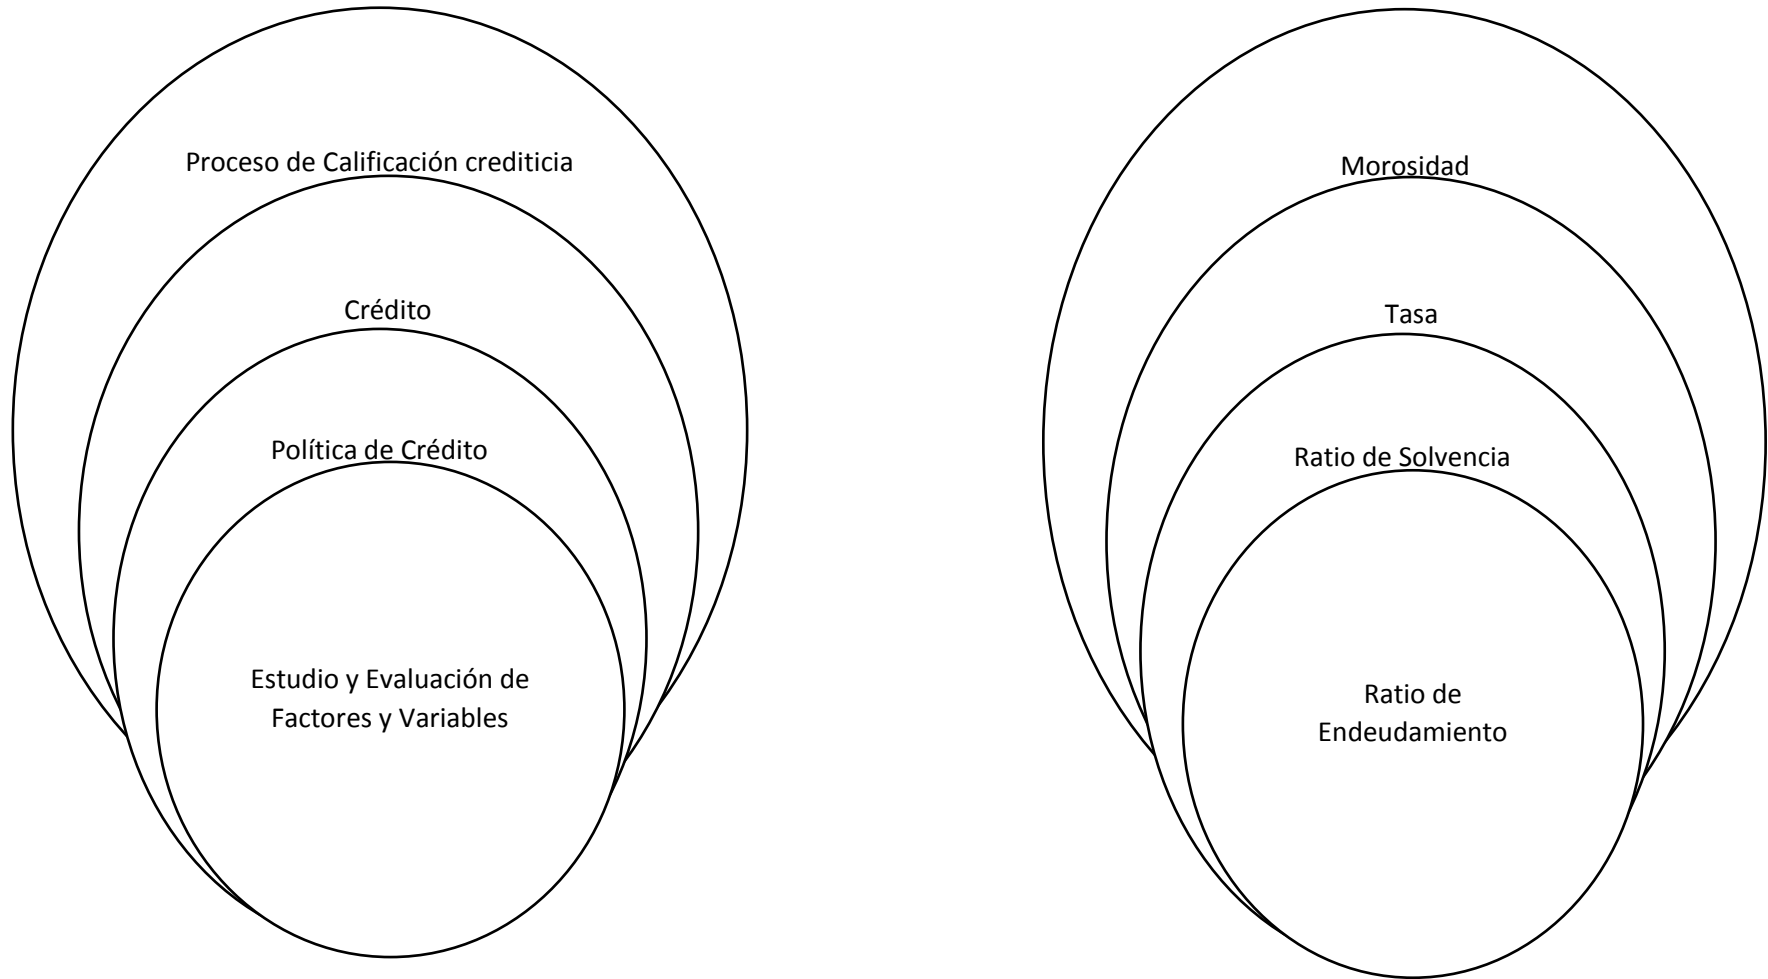 Proceso de Calificación crediticia
Crédito
Política de Crédito
Estudio y Evaluación de
Factores y Variables
Morosidad
Tasa
Ratio de Solvencia
Ratio de
Endeudamiento